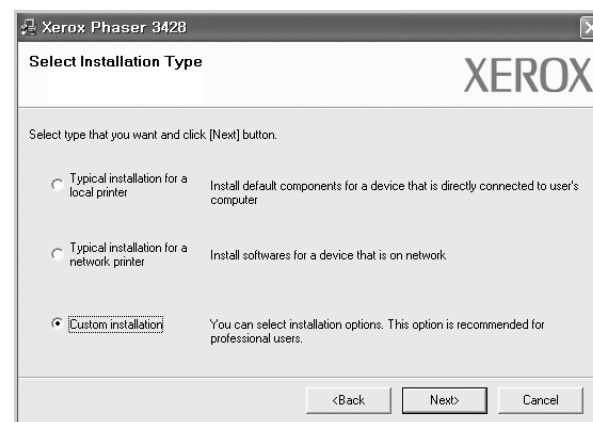 Xerox Phaser 3428
Select Installation Type
XEROX
Select type that you want and click [Next] button.
Typical installation for a
local printer
Install default components for a device that is directly connected to user's
computer
Typical installation for a
network printer
Install softwares for a device that is on network
Custom installation
You can select installation options. This option is recommended for
professional users.
<Back
Next>
Cancel